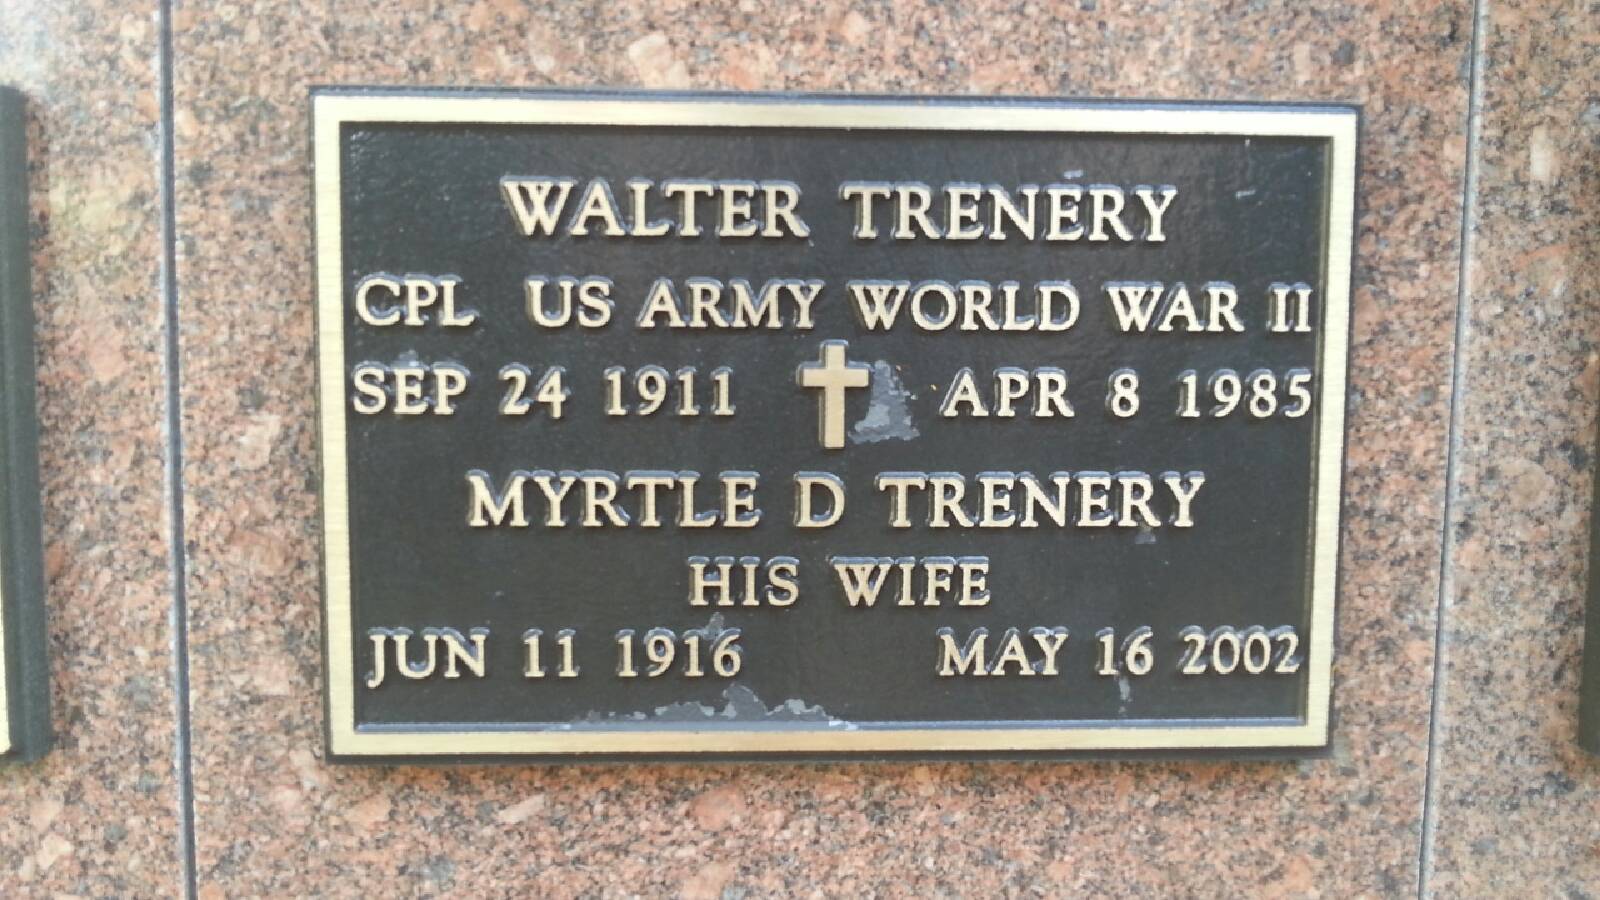 WALTER TRENERY
CPL US ARMY WORLD WAR II
SEP 24 1911 APR 8 1985
MYRTLE D TRENERY
HIS WIFE
JUN 11 1916 MAY 16 2002